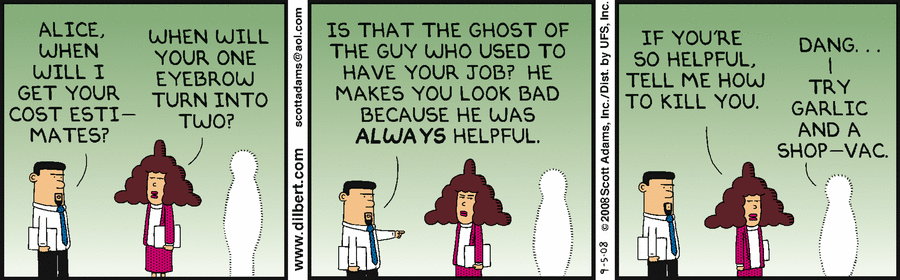 ALICE,
WHEN
WILL I
GET YOUR
COST ESTI-
MATES?
WHEN WILL
YOUR ONE
EYEBROW
TURN INTO
TWO?
www.dilbert.com
scottadams@aol.com
IS THAT THE GHOST OF
THE GUY WHO USED TO
HAVE YOUR JOB? HE
MAKES YOU LOOK BAD
BECAUSE HE WAS
ALWAYS HELPFUL.
9-5-08 © 2008 Scott Adams, Inc./Dist. by UFS, Inc.
IF YOU'RE
SO HELPFUL,
TELL ME HOW
TO KILL YOU.
DANG...
TRY
GARLIC
AND A
SHOP-VAC.